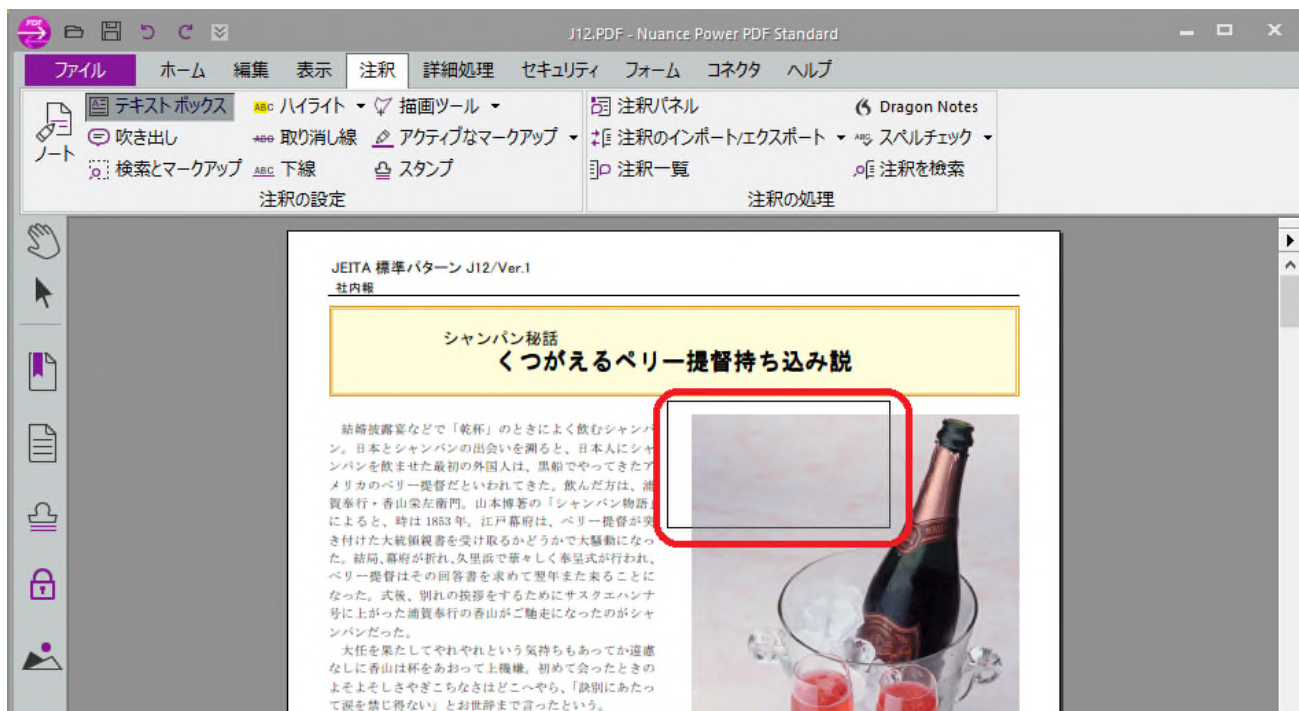 PDF
J12.PDF - Nuance Power PDF Standard
ファイル ホーム 編集 表示 注釈 詳細処理 セキュリティ フォーム コネクタ ヘルプ
ノート
テキスト ボックス
吹き出し
検索とマークアップ
ABC ハイライト
ABC 取り消し線
ABC 下線
描画ツール
アクティブなマークアップ
スタンプ
注釈の設定
注釈パネル
注釈のインポート/エクスポート
注釈一覧
Dragon Notes
ABC スペルチェック
注釈を検索
注釈の処理
JEITA 標準パターン J12/Ver.1
社内報
シャンパン秘話
くつがえるペリー提督持ち込み説
結婚披露宴などで「乾杯」のときによく飲むシャンパ
ン。日本とシャンパンの出会いを溯ると、日本人にシャ
ンパンを飲ませた最初の外国人は、黒船でやってきたア
メリカのペリー提督だといわれてきた。飲んだ方は、浦
賀奉行・香山栄左衛門。山本博著の「シャンパン物語」
によると、時は 1853 年。江戸幕府は、ペリー提督が突
き付けた大統領親書を受け取るかどうかで大騒動になっ
た。結局、幕府が折れ、久里浜で華々しく奉呈式が行われ、
ペリー提督はその回答書を求めて翌年また来ることに
なった。式後、別れの挨拶をするためにサスクエハンナ
号に上がった浦賀奉行の香山がご馳走になったのがシャ
ンパンだった。
大任を果たしてやれやれという気持ちもあってか遠慮
なしに香山は杯をあおって上機嫌。初めて会ったときの
よそよそしさやぎこちなさはどこへやら、「訣別にあたっ
て涙を禁じ得ない」とお世辞まで言ったという。